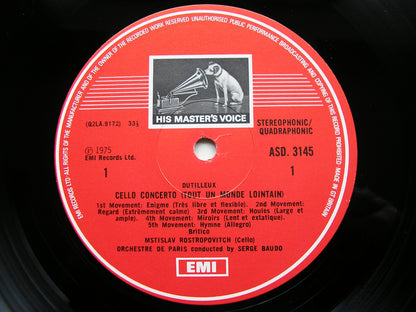 EMI RECORDS LTD ALL RIGHTS OF THE MANUFACTURER AND OF THE OWNER OF THE RECORDED WORK RESERVED UNAUTHORISED PUBLIC PERFORMANCE BROADCASTING AND COPYING OF THIS RECORD PROHIBITED MADE IN GT BRITAIN
HIS MASTER'S VOICE
(Q2LA.9172) 33⅓
STEREOPHONIC/
QUADRAPHONIC
℗ 1975
EMI Records Ltd.
ASD. 3145
1
1
DUTILLEUX
CELLO CONCERTO (TOUT UN MONDE LOINTAIN)
1st Movement: Enigme (Très libre et flexible). 2nd Movement:
Regard (Extrêmement calme) 3rd Movement: Houles (Large et
ample). 4th Movement: Miroirs (Lent et extatique).
5th Movement: Hymne (Allegro)
Britico
MSTISLAV ROSTROPOVITCH (Cello)
ORCHESTRE DE PARIS conducted by SERGE BAUDO
EMI